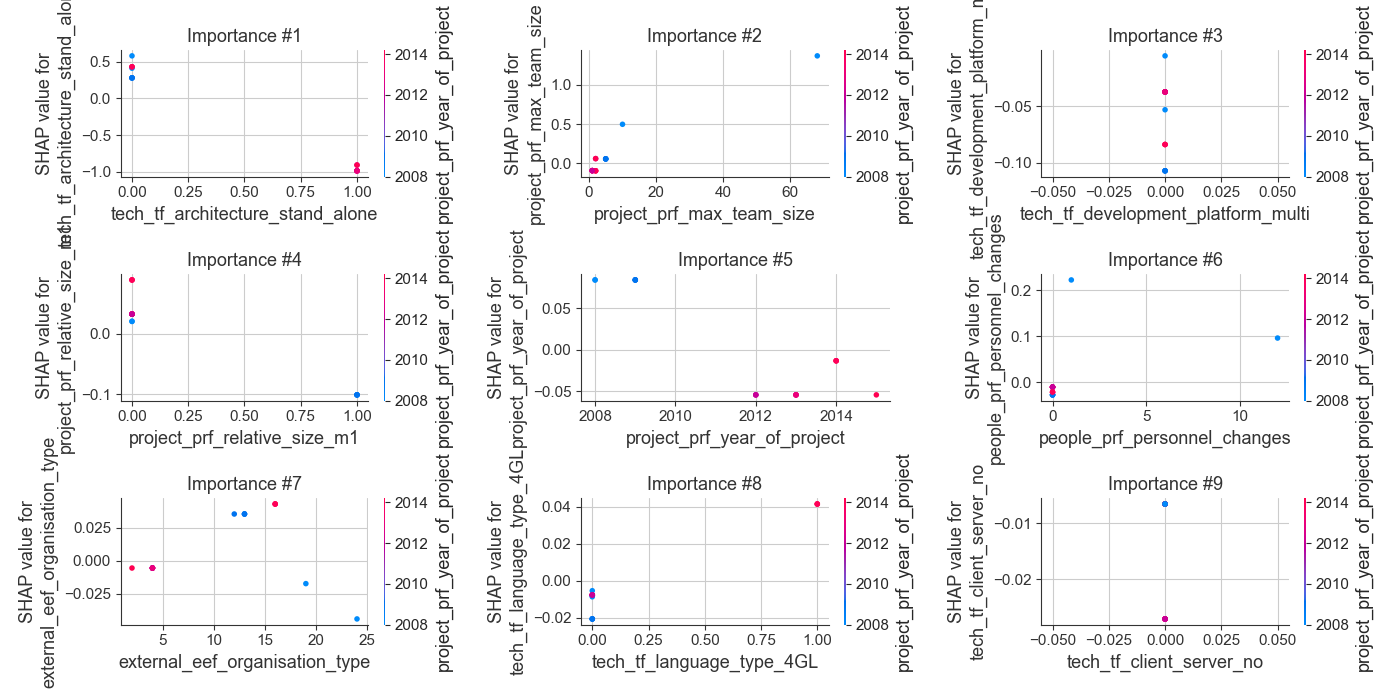 Importance #1
SHAP value for
tech_tf_architecture_stand_alone
0.5
0.0
−0.5
−1.0
0.00
0.25
0.50
0.75
1.00
tech_tf_architecture_stand_alone
2014
2012
2010
2008
project_prf_year_of_project
Importance #2
SHAP value for
project_prf_max_team_size
1.0
0.5
0.0
0
20
40
60
project_prf_max_team_size
2014
2012
2010
2008
project_prf_year_of_project
Importance #3
SHAP value for
tech_tf_development_platform_m
−0.05
−0.10
−0.050
−0.025
0.000
0.025
0.050
tech_tf_development_platform_multi
2014
2012
2010
2008
project_prf_year_of_project
Importance #4
SHAP value for
project_prf_relative_size_m1
0.0
−0.1
0.00
0.25
0.50
0.75
1.00
project_prf_relative_size_m1
2014
2012
2010
2008
project_prf_year_of_project
Importance #5
SHAP value for
project_prf_year_of_project
0.05
0.00
−0.05
2008
2010
2012
2014
project_prf_year_of_project
Importance #6
SHAP value for
people_prf_personnel_changes
0.2
0.1
0.0
0
5
10
people_prf_personnel_changes
2014
2012
2010
2008
project_prf_year_of_project
Importance #7
SHAP value for
external_eef_organisation_type
0.025
0.000
−0.025
5
10
15
20
25
external_eef_organisation_type
2014
2012
2010
2008
project_prf_year_of_project
Importance #8
SHAP value for
tech_tf_language_type_4GL
0.04
0.02
0.00
−0.02
0.00
0.25
0.50
0.75
1.00
tech_tf_language_type_4GL
2014
2012
2010
2008
project_prf_year_of_project
Importance #9
SHAP value for
tech_tf_client_server_no
−0.01
−0.02
−0.050
−0.025
0.000
0.025
0.050
tech_tf_client_server_no
2014
2012
2010
2008
project_prf_year_of_project